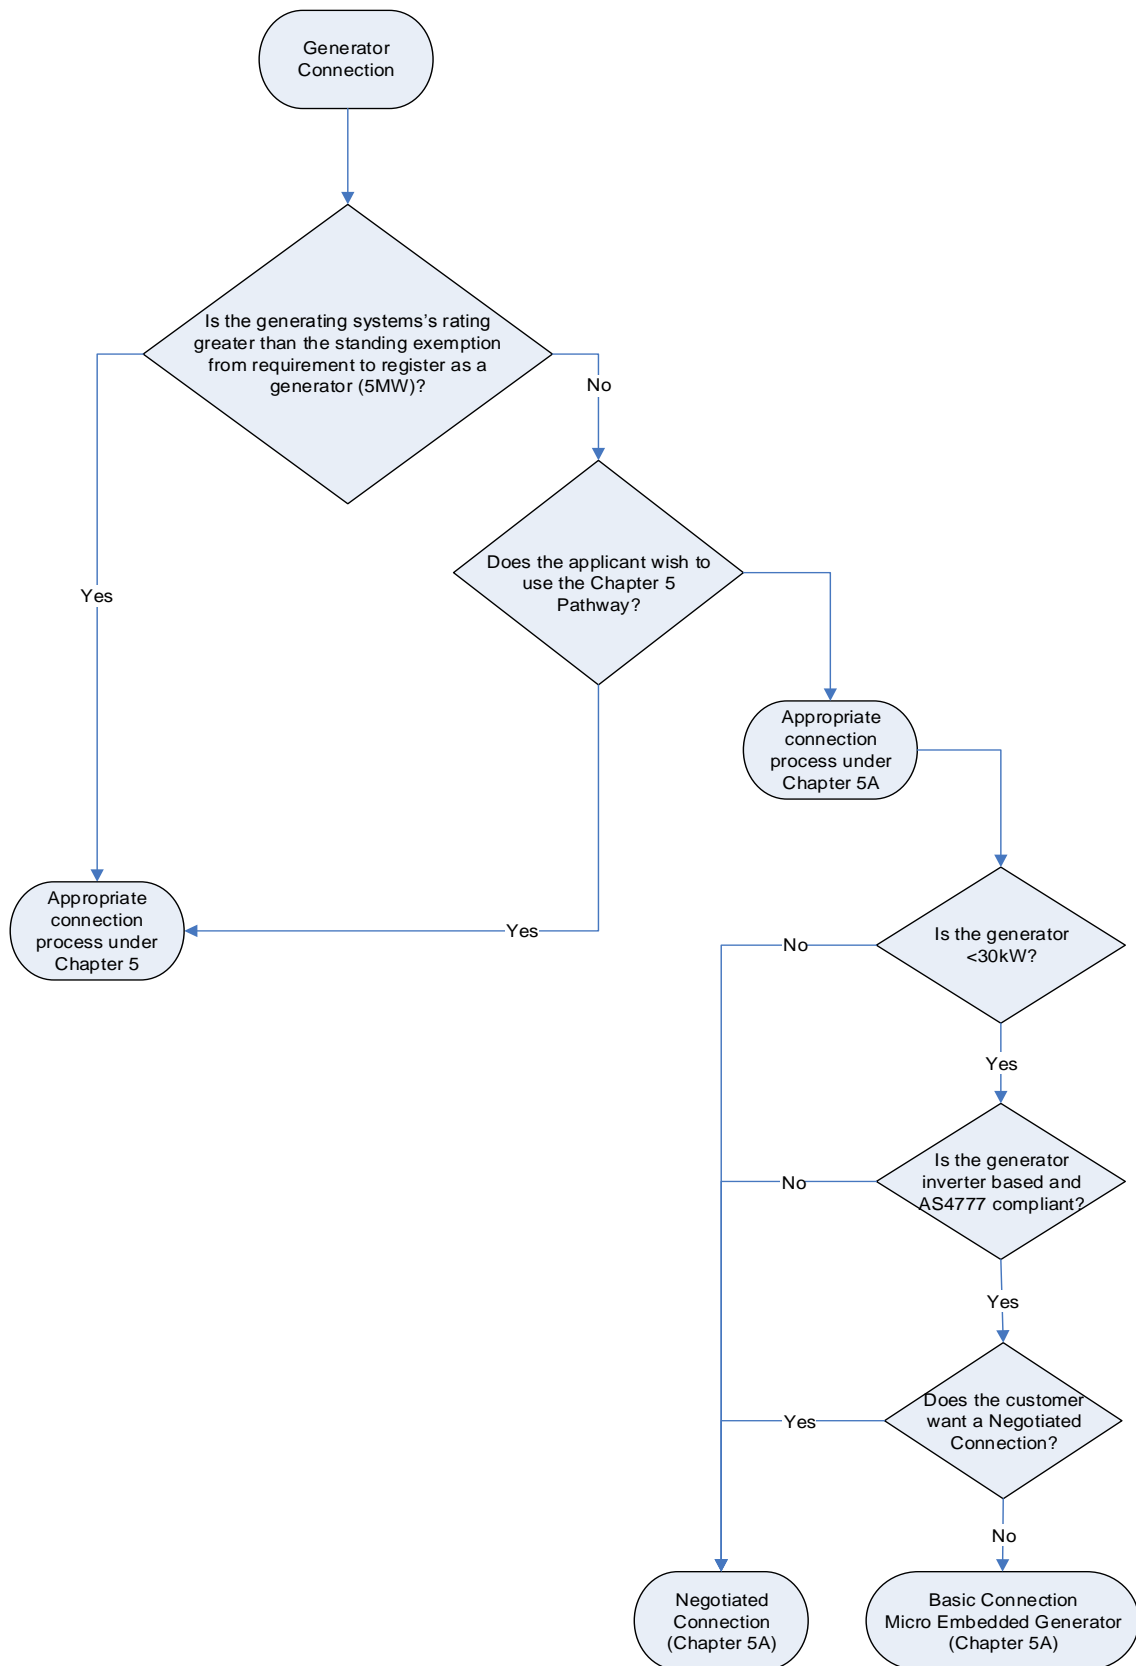 Generator
Connection
Is the generating systems's rating
greater than the standing exemption
from requirement to register as a
generator (5MW)?
No
Does the applicant wish to
use the Chapter 5
Pathway?
Yes
Appropriate
connection
process under
Chapter 5A
Appropriate
connection
process under
Chapter 5
Yes
Is the generator
<30kW?
No
Yes
Is the generator
inverter based and
AS4777 compliant?
No
Yes
Does the customer
want a Negotiated
Connection?
Yes
No
Negotiated
Connection
(Chapter 5A)
Basic Connection
Micro Embedded Generator
(Chapter 5A)